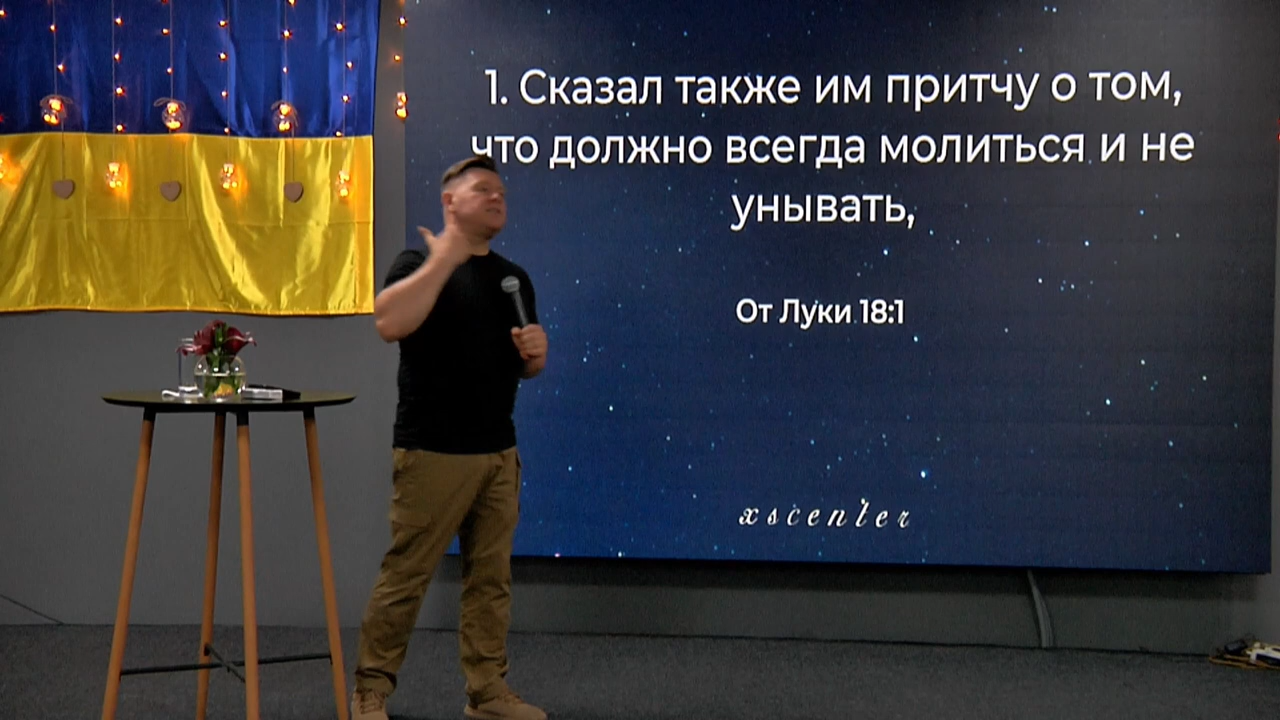 1. Сказал также им притчу о том,
что должно всегда молиться и не
унывать,
От Луки 18:1
xscenter